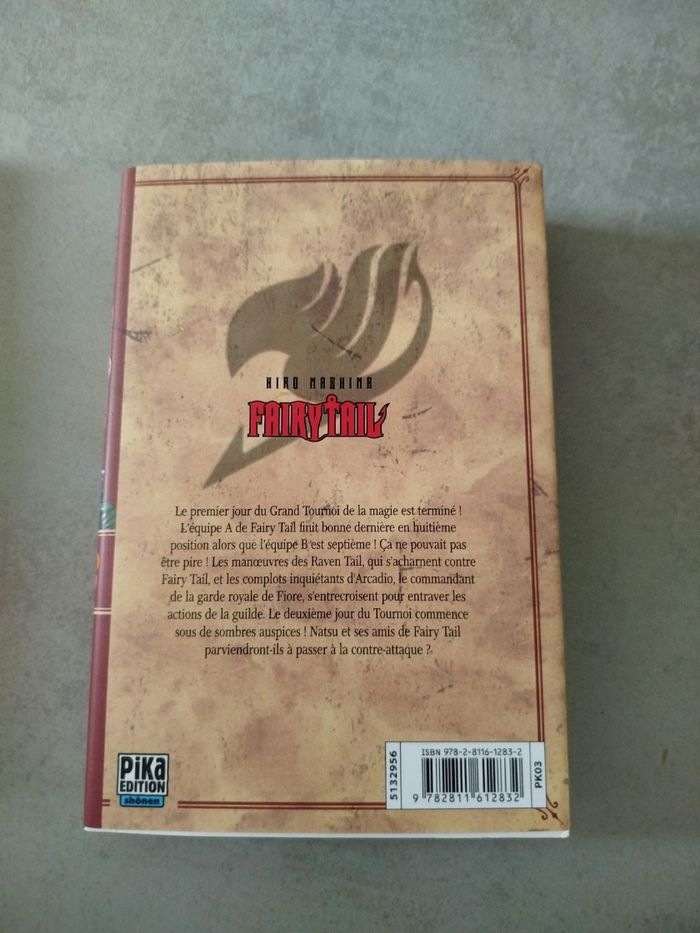 HIRO MASHIMA
FAIRY TAIL
Le premier jour du Grand Tournoi de la magie est terminé !
L'équipe A de Fairy Tail finit bonne dernière en huitième
position alors que l'équipe B est septième ! Ça ne pouvait pas
être pire ! Les manœuvres des Raven Tail, qui s'acharnent contre
Fairy Tail, et les complots inquiétants d'Arcadio, le commandant
de la garde royale de Fiore, s'entrecroisent pour entraver les
actions de la guilde. Le deuxième jour du Tournoi commence
sous de sombres auspices ! Natsu et ses amis de Fairy Tail
parviendront-ils à passer à la contre-attaque ?
PiKa
EDITION
shônen
5132956
ISBN 978-2-8116-1283-2
9 782811 612832
PK03